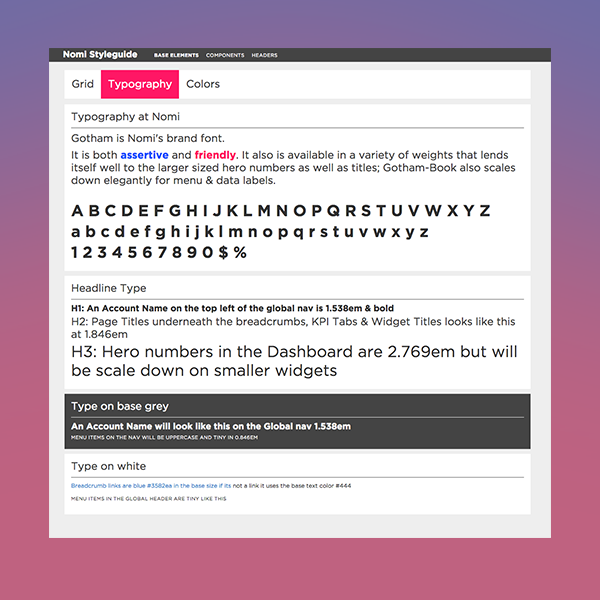 Nomi Styleguide BASE ELEMENTS COMPONENTS HEADERS
Grid Typography Colors
Typography at Nomi
Gotham is Nomi's brand font.
It is both assertive and friendly. It also is available in a variety of weights that lends
itself well to the larger sized hero numbers as well as titles; Gotham-Book also scales
down elegantly for menu & data labels.
A B C D E F G H I J K L M N O P Q R S T U V W X Y Z
a b c d e f g h i j k l m n o p q r s t u v w x y z
1 2 3 4 5 6 7 8 9 0 $ %
Headline Type
H1: An Account Name on the top left of the global nav is 1.538em & bold
H2: Page Titles underneath the breadcrumbs, KPI Tabs & Widget Titles looks like this
at 1.846em
H3: Hero numbers in the Dashboard are 2.769em but will
be scale down on smaller widgets
Type on base grey
An Account Name will look like this on the Global nav 1.538em
MENU ITEMS ON THE NAV WILL BE UPPERCASE AND TINY IN 0.846EM
Type on white
Breadcrumb links are blue #3582ea in the base size if its not a link it uses the base text color #444
MENU ITEMS IN THE GLOBAL HEADER ARE TINY LIKE THIS